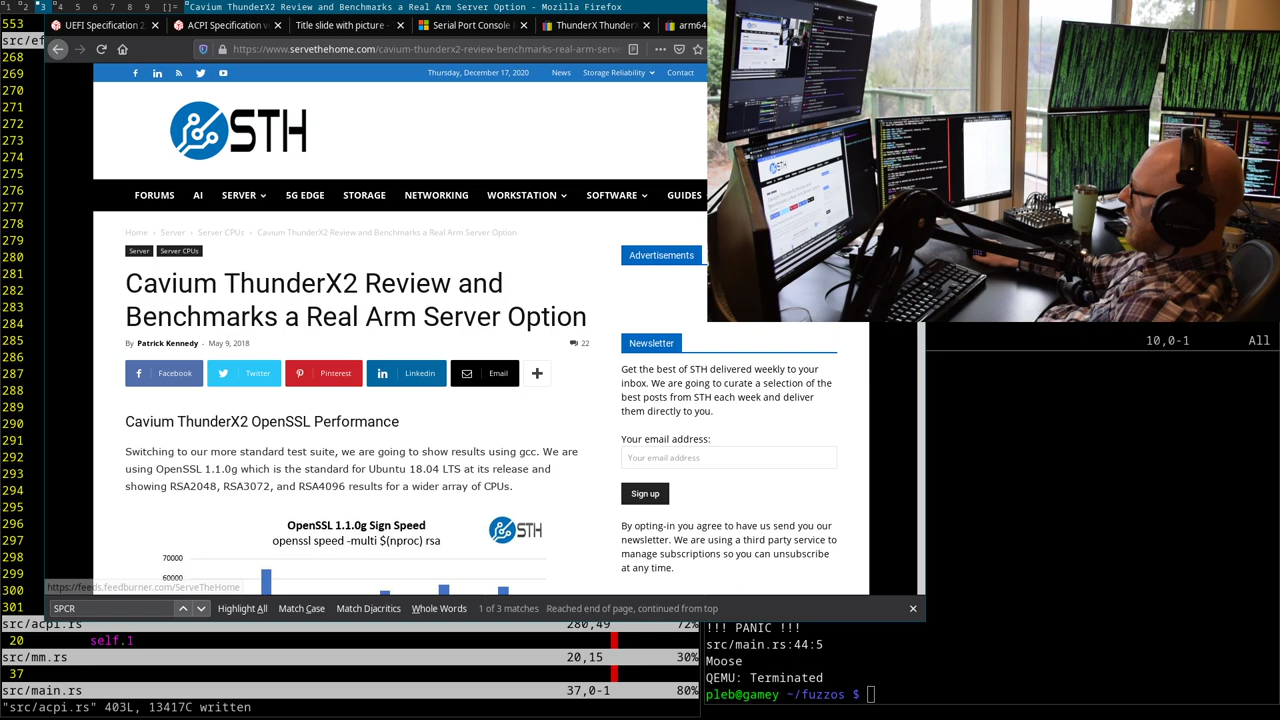 1 2 3 4 5 6 7 8 9 []= Cavium ThunderX2 Review and Benchmarks a Real Arm Server Option - Mozilla Firefox
553
UEFI Specification 2
ACPI Specification v
Title slide with picture -
Serial Port Console
ThunderX ThunderX
arm64
src/ef
https://www.servethehome.com/cavium-thunderx2-review-benchmarks-real-arm-serv
268
269
270
271
272
273
274
275
276
277
278
279
280
281
282
283
284
285
286
287
288
289
290
291
292
293
294
295
296
297
298
299
300
301
Thursday, December 17, 2020
News
Storage Reliability
Contact
STH
FORUMS AI SERVER 5G EDGE STORAGE NETWORKING WORKSTATION SOFTWARE GUIDES
Home › Server › Server CPUs › Cavium ThunderX2 Review and Benchmarks a Real Arm Server Option
Server Server CPUs
Cavium ThunderX2 Review and
Benchmarks a Real Arm Server Option
By Patrick Kennedy - May 9, 2018
22
Facebook
Twitter
Pinterest
Linkedin
Email
Cavium ThunderX2 OpenSSL Performance
Switching to our more standard test suite, we are going to show results using gcc. We are
using OpenSSL 1.1.0g which is the standard for Ubuntu 18.04 LTS at its release and
showing RSA2048, RSA3072, and RSA4096 results for a wider array of CPUs.
OpenSSL 1.1.0g Sign Speed
openssl speed -multi $(nproc) rsa
STH
70000
60000
Advertisements
Newsletter
Get the best of STH delivered weekly to your
inbox. We are going to curate a selection of the
best posts from STH each week and deliver
them directly to you.
Your email address:
Your email address
Sign up
By opting-in you agree to have us send you our
newsletter. We are using a third party service to
manage subscriptions so you can unsubscribe
at any time.
https://feeds.feedburner.com/ServeTheHome
SPCR
Highlight All
Match Case
Match Diacritics
Whole Words
1 of 3 matches
Reached end of page, continued from top
src/acpi.rs 280,49 72%
20 self.1
src/mm.rs 20,15 30%
37
src/main.rs 37,0-1 80%
"src/acpi.rs" 403L, 13417C written
10,0-1 All
!!! PANIC !!!
src/main.rs:44:5
Moose
QEMU: Terminated
pleb@gamey ~/fuzzos $